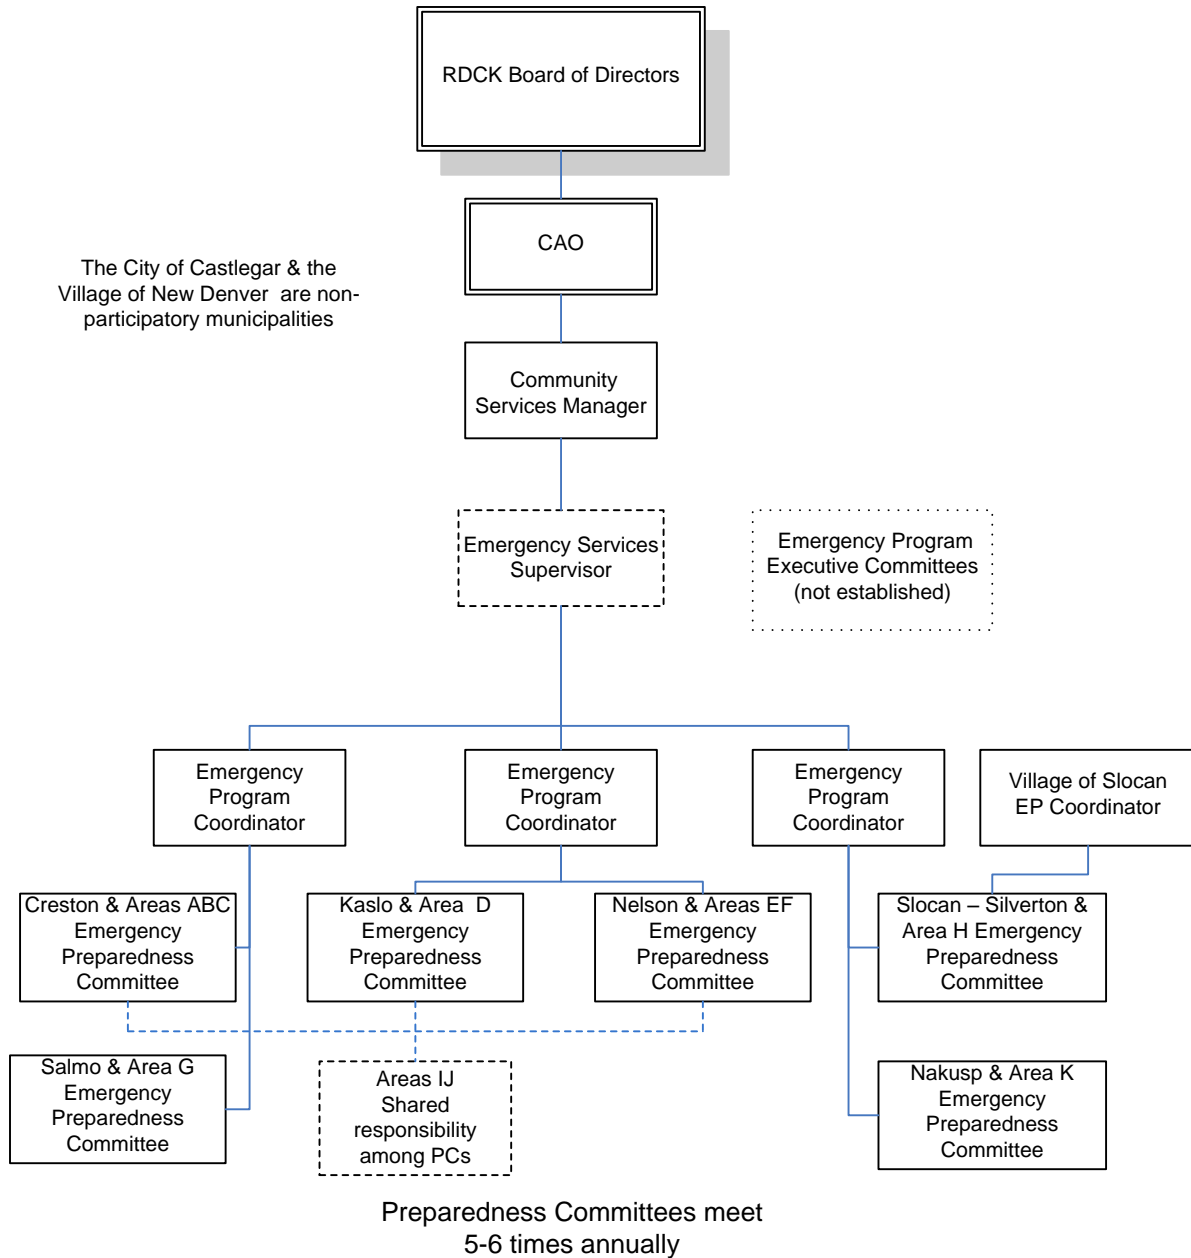 RDCK Board of Directors
CAO
The City of Castlegar & the
Village of New Denver are non-
participatory municipalities
Community
Services Manager
Emergency Services
Supervisor
Emergency Program
Executive Committees
(not established)
Emergency
Program
Coordinator
Emergency
Program
Coordinator
Emergency
Program
Coordinator
Village of Slocan
EP Coordinator
Creston & Areas ABC
Emergency
Preparedness
Committee
Kaslo & Area D
Emergency
Preparedness
Committee
Nelson & Areas EF
Emergency
Preparedness
Committee
Slocan – Silverton &
Area H Emergency
Preparedness
Committee
Salmo & Area G
Emergency
Preparedness
Committee
Areas IJ
Shared
responsibility
among PCs
Nakusp & Area K
Emergency
Preparedness
Committee
Preparedness Committees meet
5-6 times annually